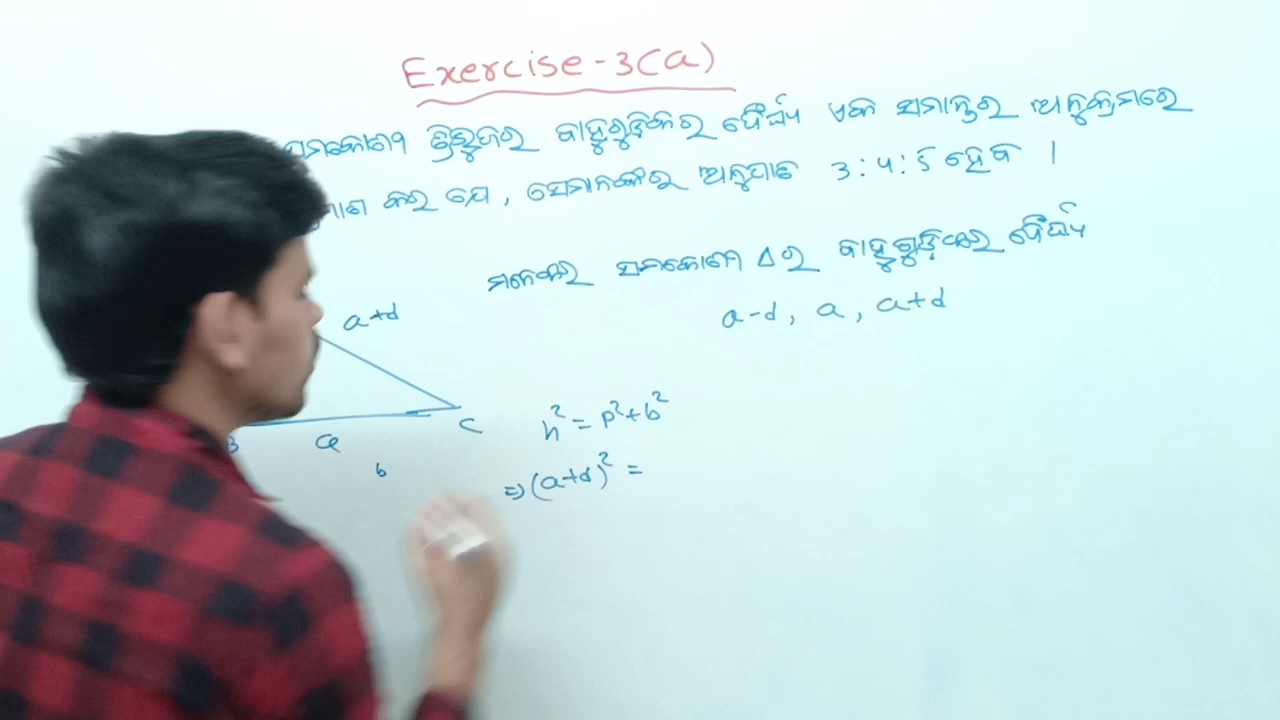 Exercise - 3(a)
ସମକୋଣୀ ତ୍ରିଭୁଜର ବାହୁଗୁଡ଼ିକର ଦୈର୍ଘ୍ୟ ଏକ ସମାନ୍ତର ଅନୁକ୍ରମରେ
କର ଯେ, ସେମାନଙ୍କର ଅନୁପାତ 3:4:5 ହେବ ।
ମନେକର ସମକୋଣୀ Δ ର ବାହୁଗୁଡ଼ିକର ଦୈର୍ଘ୍ୟ
a-d, a, a+d
a+d
B a C
b
h² = p²+b²
⇒ (a+d)² =